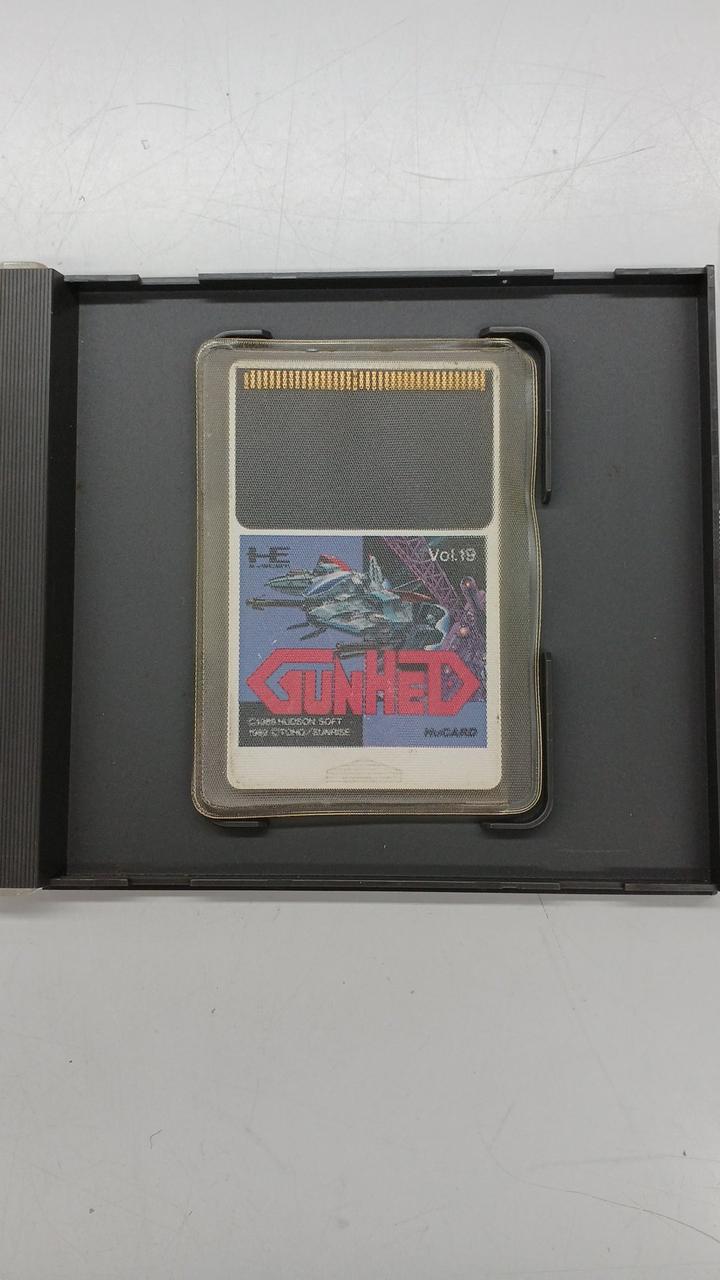 HE
Vol.19
GUNHED
©1989 HUDSON SOFT
1989 ©TOHO/SUNRISE
HuCARD